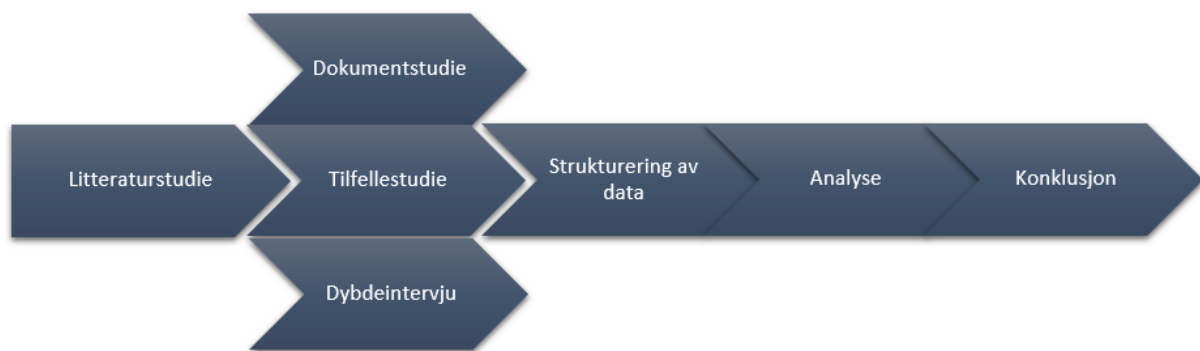 Dokumentstudie
Litteraturstudie
Tilfellestudie
Strukturering av
data
Analyse
Konklusjon
Dybdeintervju